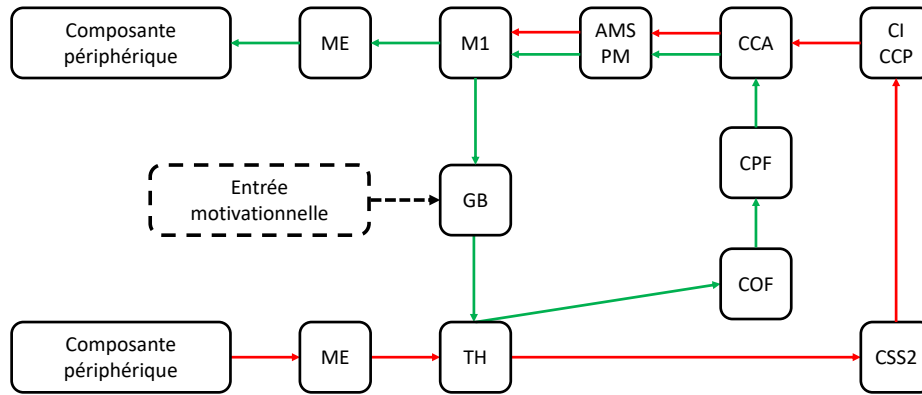 Composante
périphérique
ME
M1
AMS
PM
CCA
CI
CCP
CPF
Entrée
motivationnelle
GB
COF
Composante
périphérique
ME
TH
CSS2